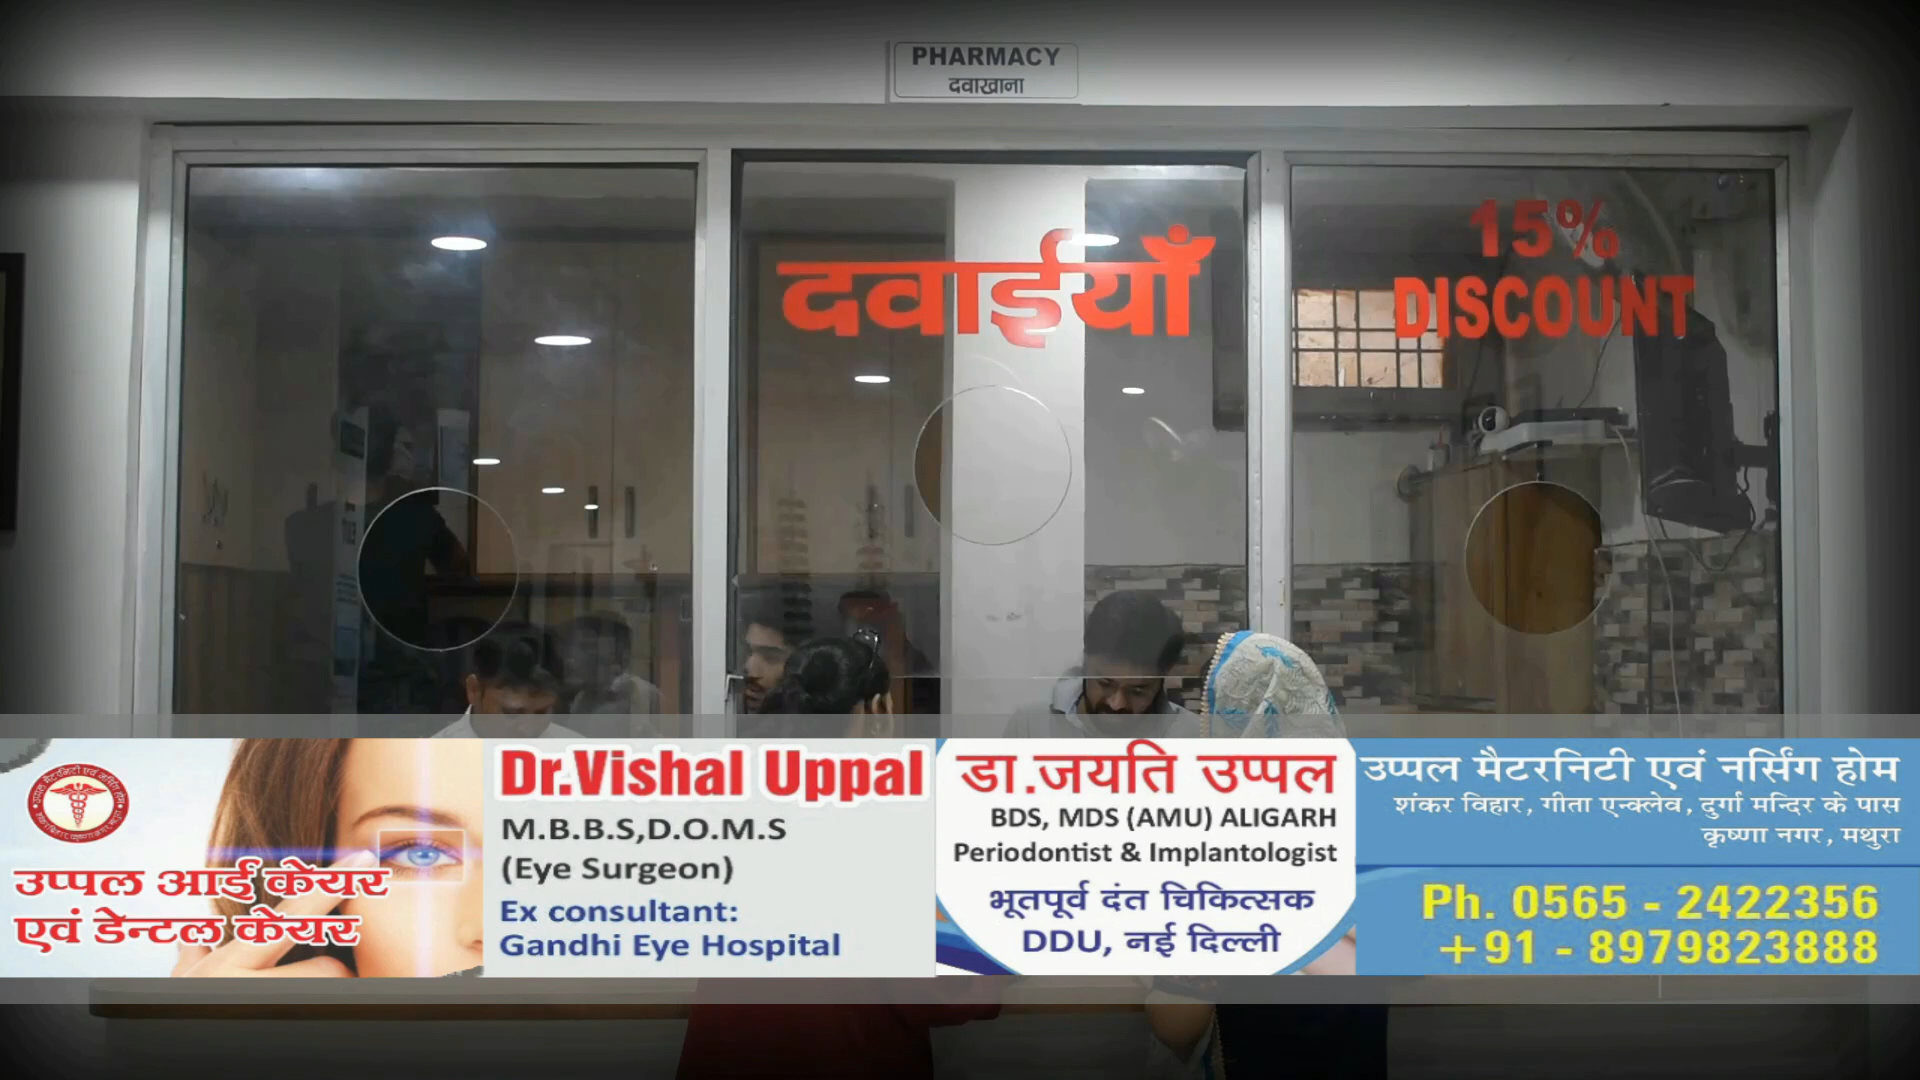 PHARMACY
दवाखाना
दवाईयाँ
15%
DISCOUNT
उप्पल आई केयर
एवं डेन्टल केयर
Dr.Vishal Uppal
M.B.B.S,D.O.M.S
(Eye Surgeon)
Ex consultant:
Gandhi Eye Hospital
डा.जयति उप्पल
BDS, MDS (AMU) ALIGARH
Periodontist & Implantologist
भूतपूर्व दंत चिकित्सक
DDU, नई दिल्ली
उप्पल मैटरनिटी एवं नर्सिंग होम
शंकर विहार, गीता एन्क्लेव, दुर्गा मन्दिर के पास
कृष्णा नगर, मथुरा
Ph. 0565 - 2422356
+91 - 8979823888